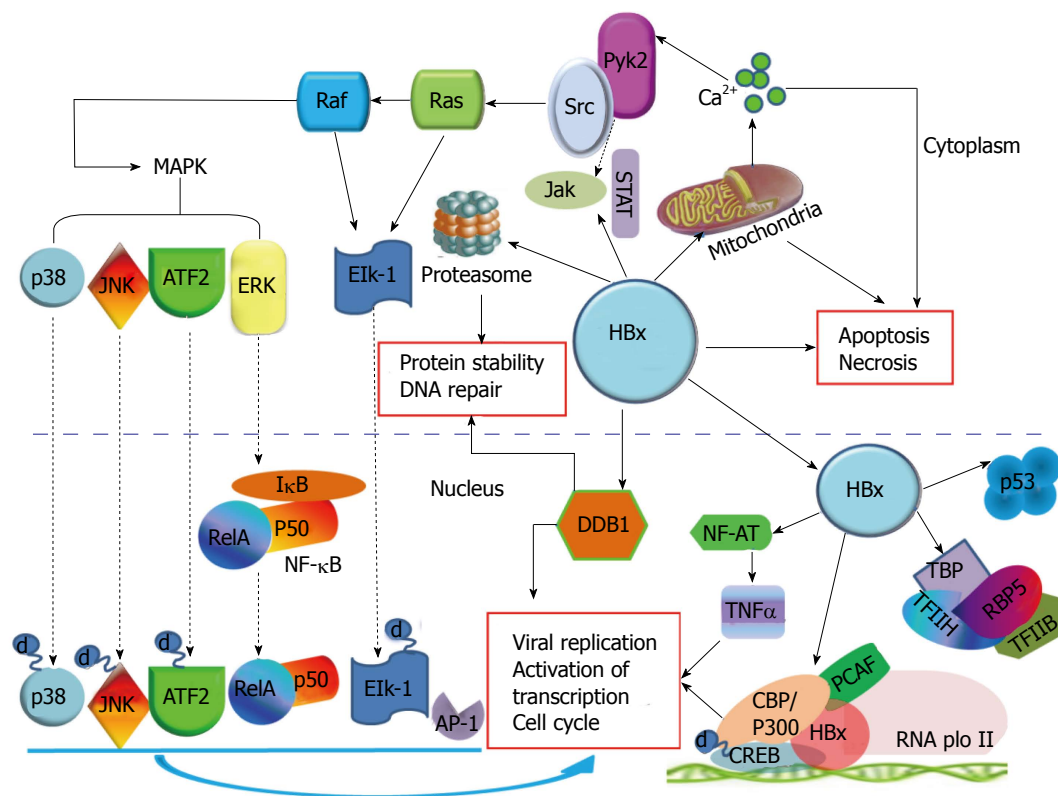 Pyk2
Ca2+
Raf
Ras
Src
Cytoplasm
MAPK
Jak
STAT
Mitochondria
p38
JNK
ATF2
ERK
EIk-1
Proteasome
HBx
Apoptosis
Necrosis
Protein stability
DNA repair
Nucleus
IκB
RelA
P50
NF-κB
DDB1
HBx
p53
NF-AT
TBP
TFIIH
RBP5
TFIIB
TNFα
d
d
d
d
p38
JNK
ATF2
RelA
p50
EIk-1
AP-1
Viral replication
Activation of
transcription
Cell cycle
PCAF
CBP/
P300
HBx
RNA plo II
d
CREB